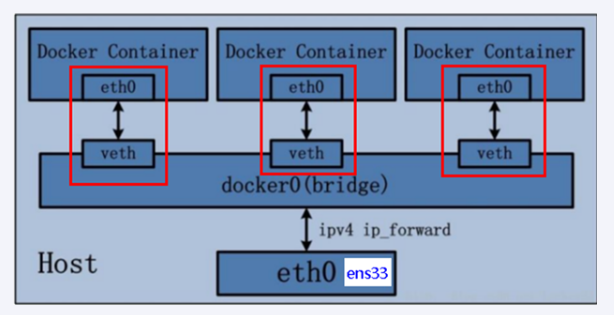 Docker Container Docker Container Docker Container
eth0 eth0 eth0
veth veth veth
docker0(bridge)
ipv4 ip_forward
Host
eth0 ens33